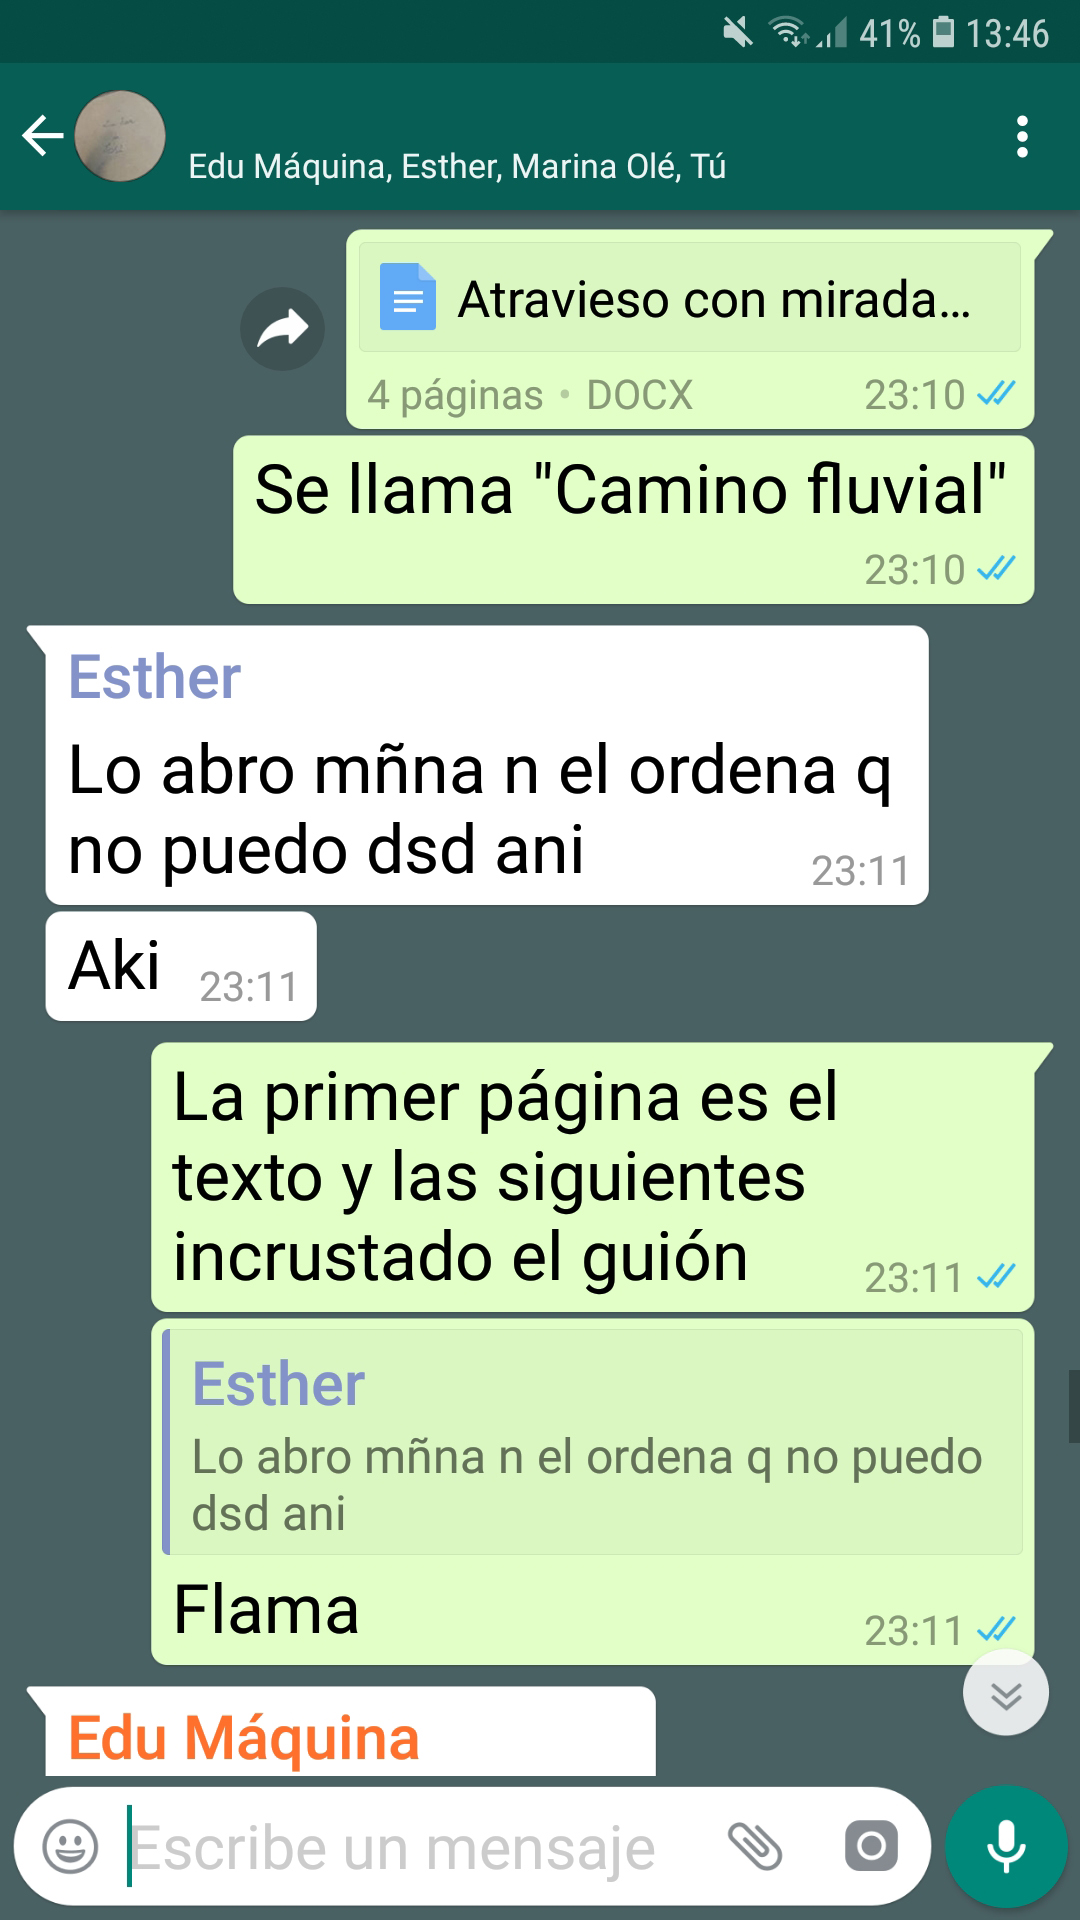 41% 13:46
Edu Máquina, Esther, Marina Olé, Tú
Atravieso con mirada...
4 páginas • DOCX 23:10
Se llama "Camino fluvial"
23:10
Esther
Lo abro mñna n el ordena q
no puedo dsd ani 23:11
Aki 23:11
La primer página es el
texto y las siguientes
incrustado el guión 23:11
Esther
Lo abro mñna n el ordena q no puedo
dsd ani
Flama 23:11
Edu Máquina
Escribe un mensaje